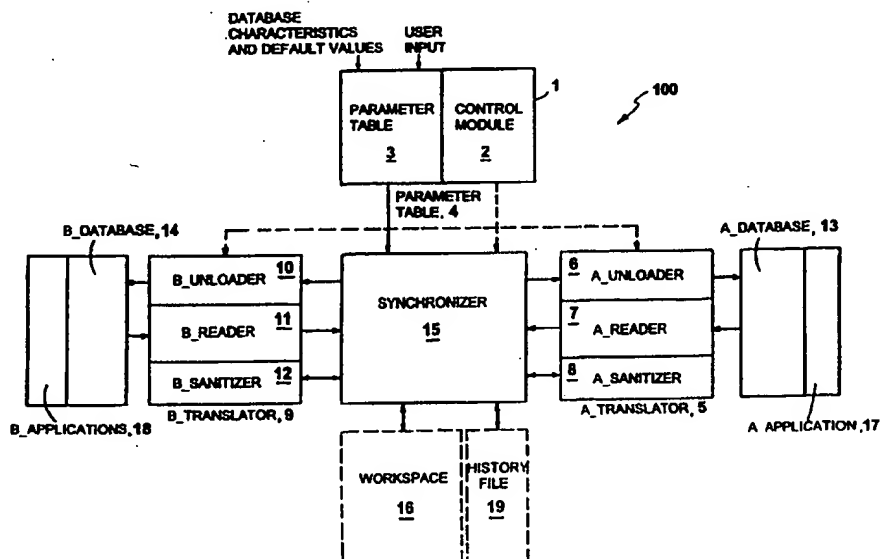 DATABASE
CHARACTERISTICS
AND DEFAULT VALUES
USER
INPUT
1
100
PARAMETER
TABLE
3
CONTROL
MODULE
2
PARAMETER
TABLE, 4
B_DATABASE, 14
A_DATABASE, 13
B_UNLOADER 10
B_READER 11
B_SANITIZER 12
SYNCHRONIZER
15
6 A_UNLOADER
7 A_READER
8 A_SANITIZER
B_APPLICATIONS, 18
B_TRANSLATOR, 9
A_TRANSLATOR, 5
A APPLICATION, 17
WORKSPACE
16
HISTORY
FILE
19